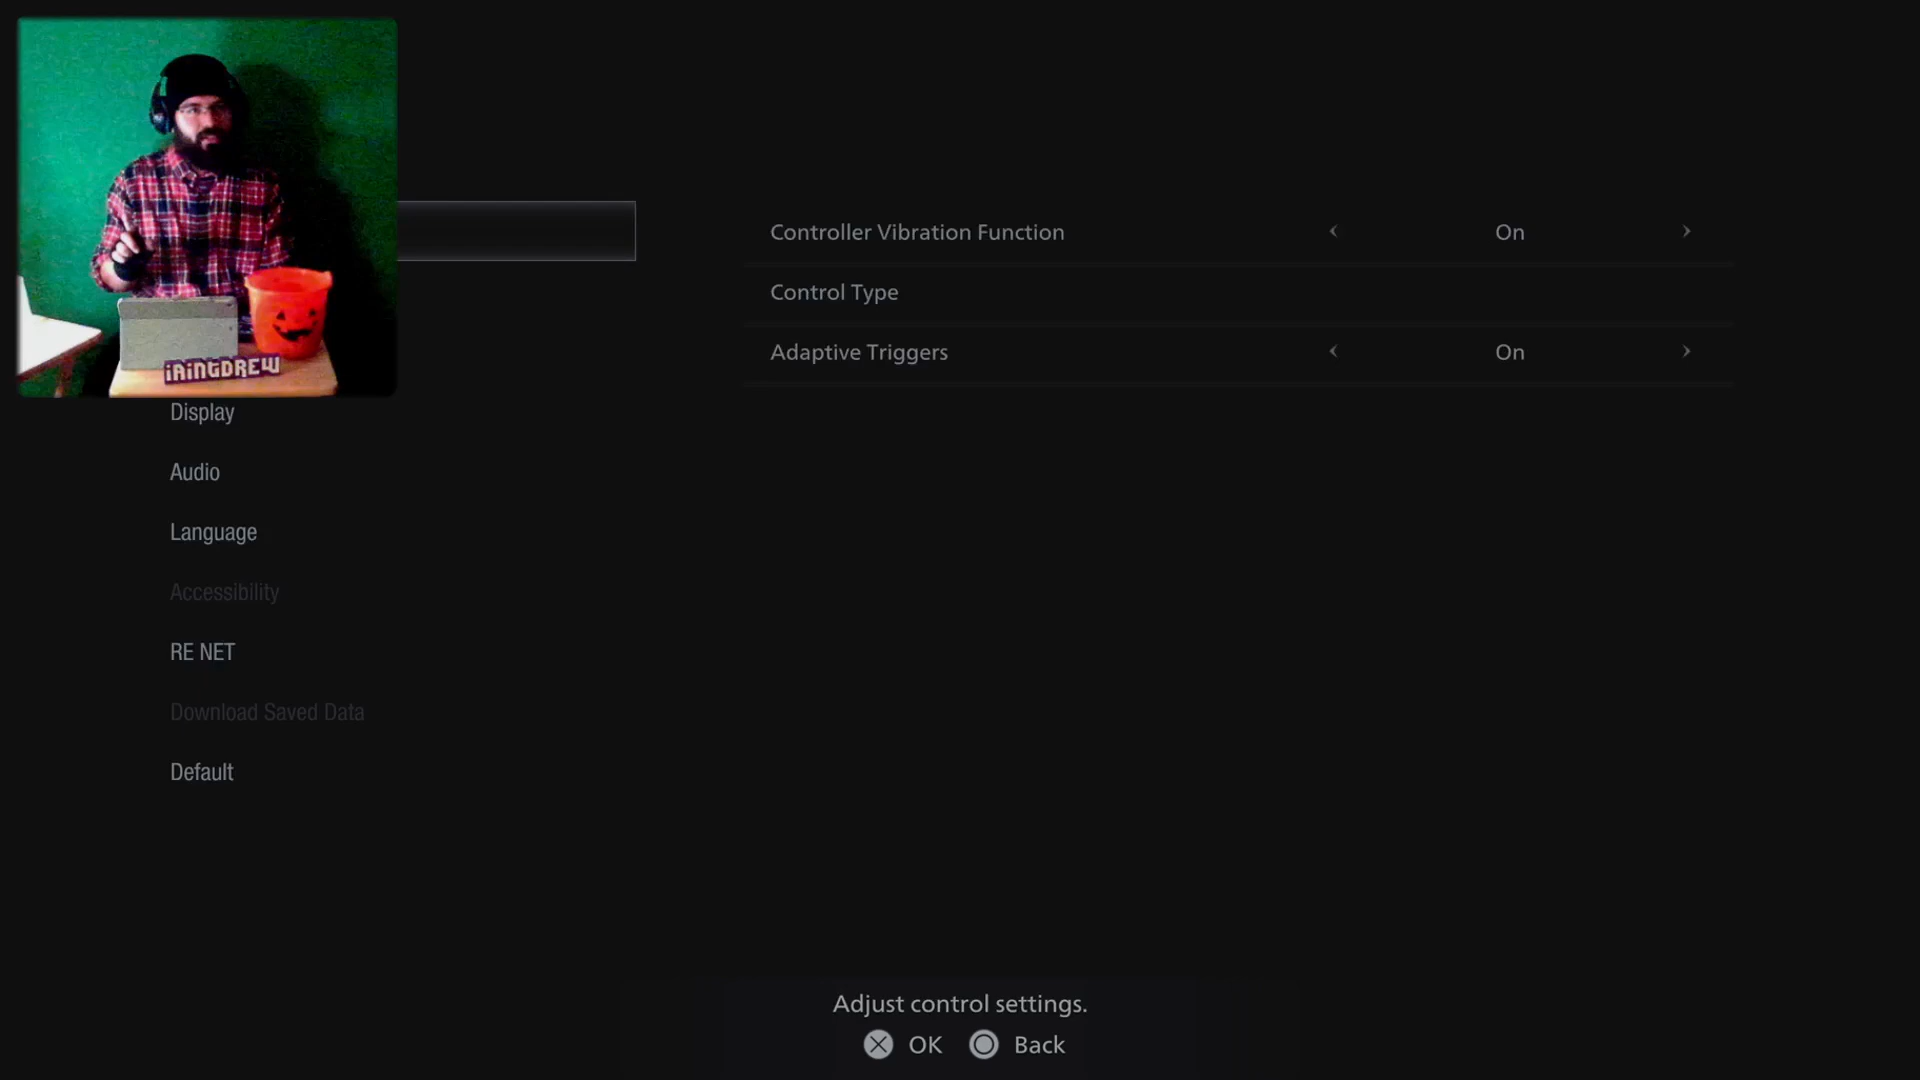 iAiNtDREW
Controller Vibration Function On
Control Type
Adaptive Triggers On
Display
Audio
Language
Accessibility
RE NET
Download Saved Data
Default
Adjust control settings.
OK Back